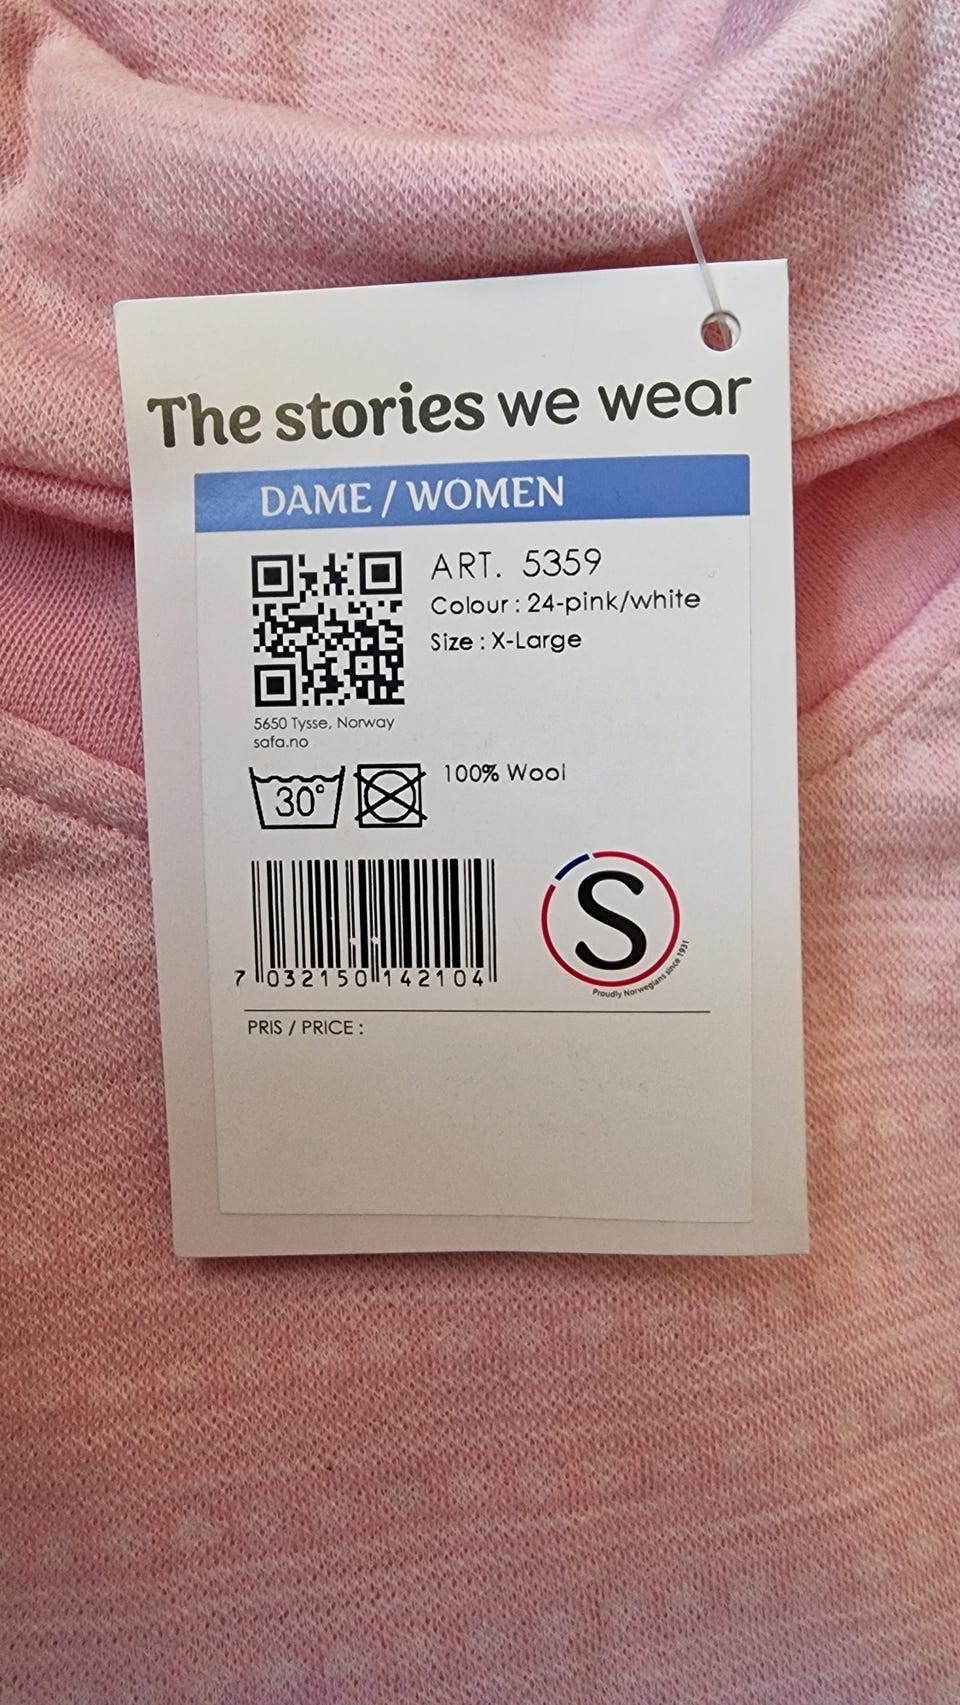 The stories we wear
DAME / WOMEN
ART. 5359
Colour : 24-pink/white
Size : X-Large
5650 Tysse, Norway
safa.no
30°
100% Wool
7 032150 142104
S
Proudly Norwegians since 1931
PRIS / PRICE :